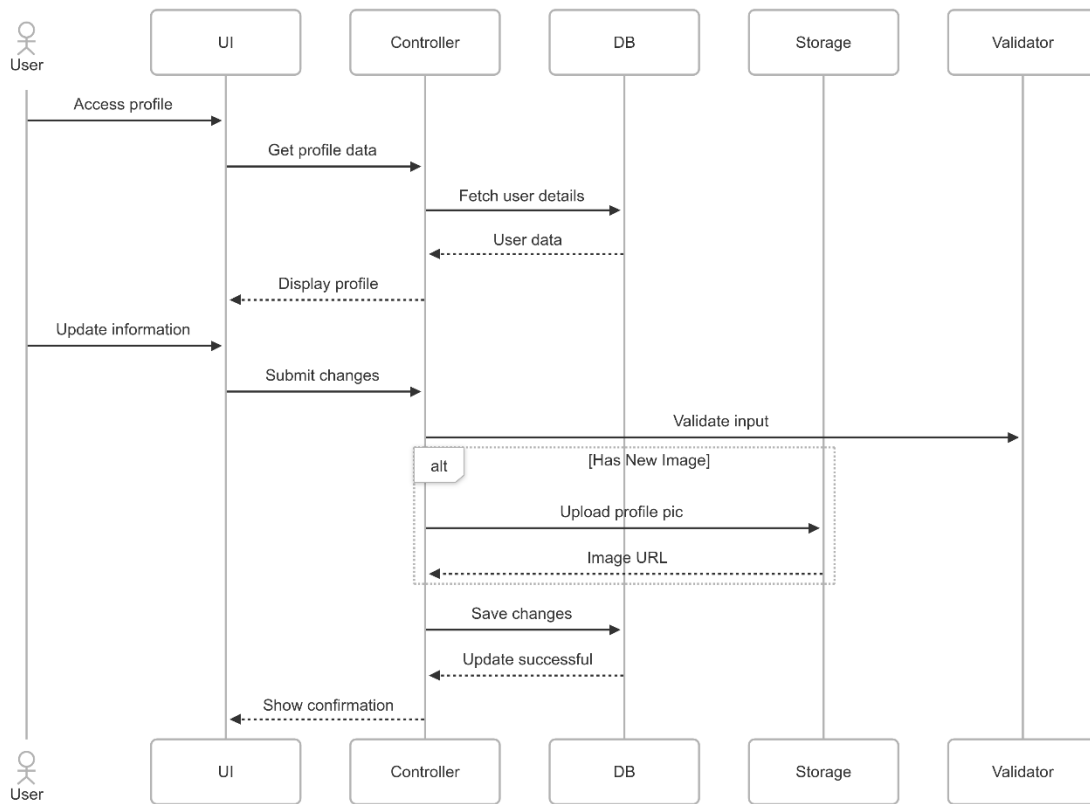 User
UI
Controller
DB
Storage
Validator
Access profile
Get profile data
Fetch user details
User data
Display profile
Update information
Submit changes
Validate input
alt
[Has New Image]
Upload profile pic
Image URL
Save changes
Update successful
Show confirmation
User
UI
Controller
DB
Storage
Validator